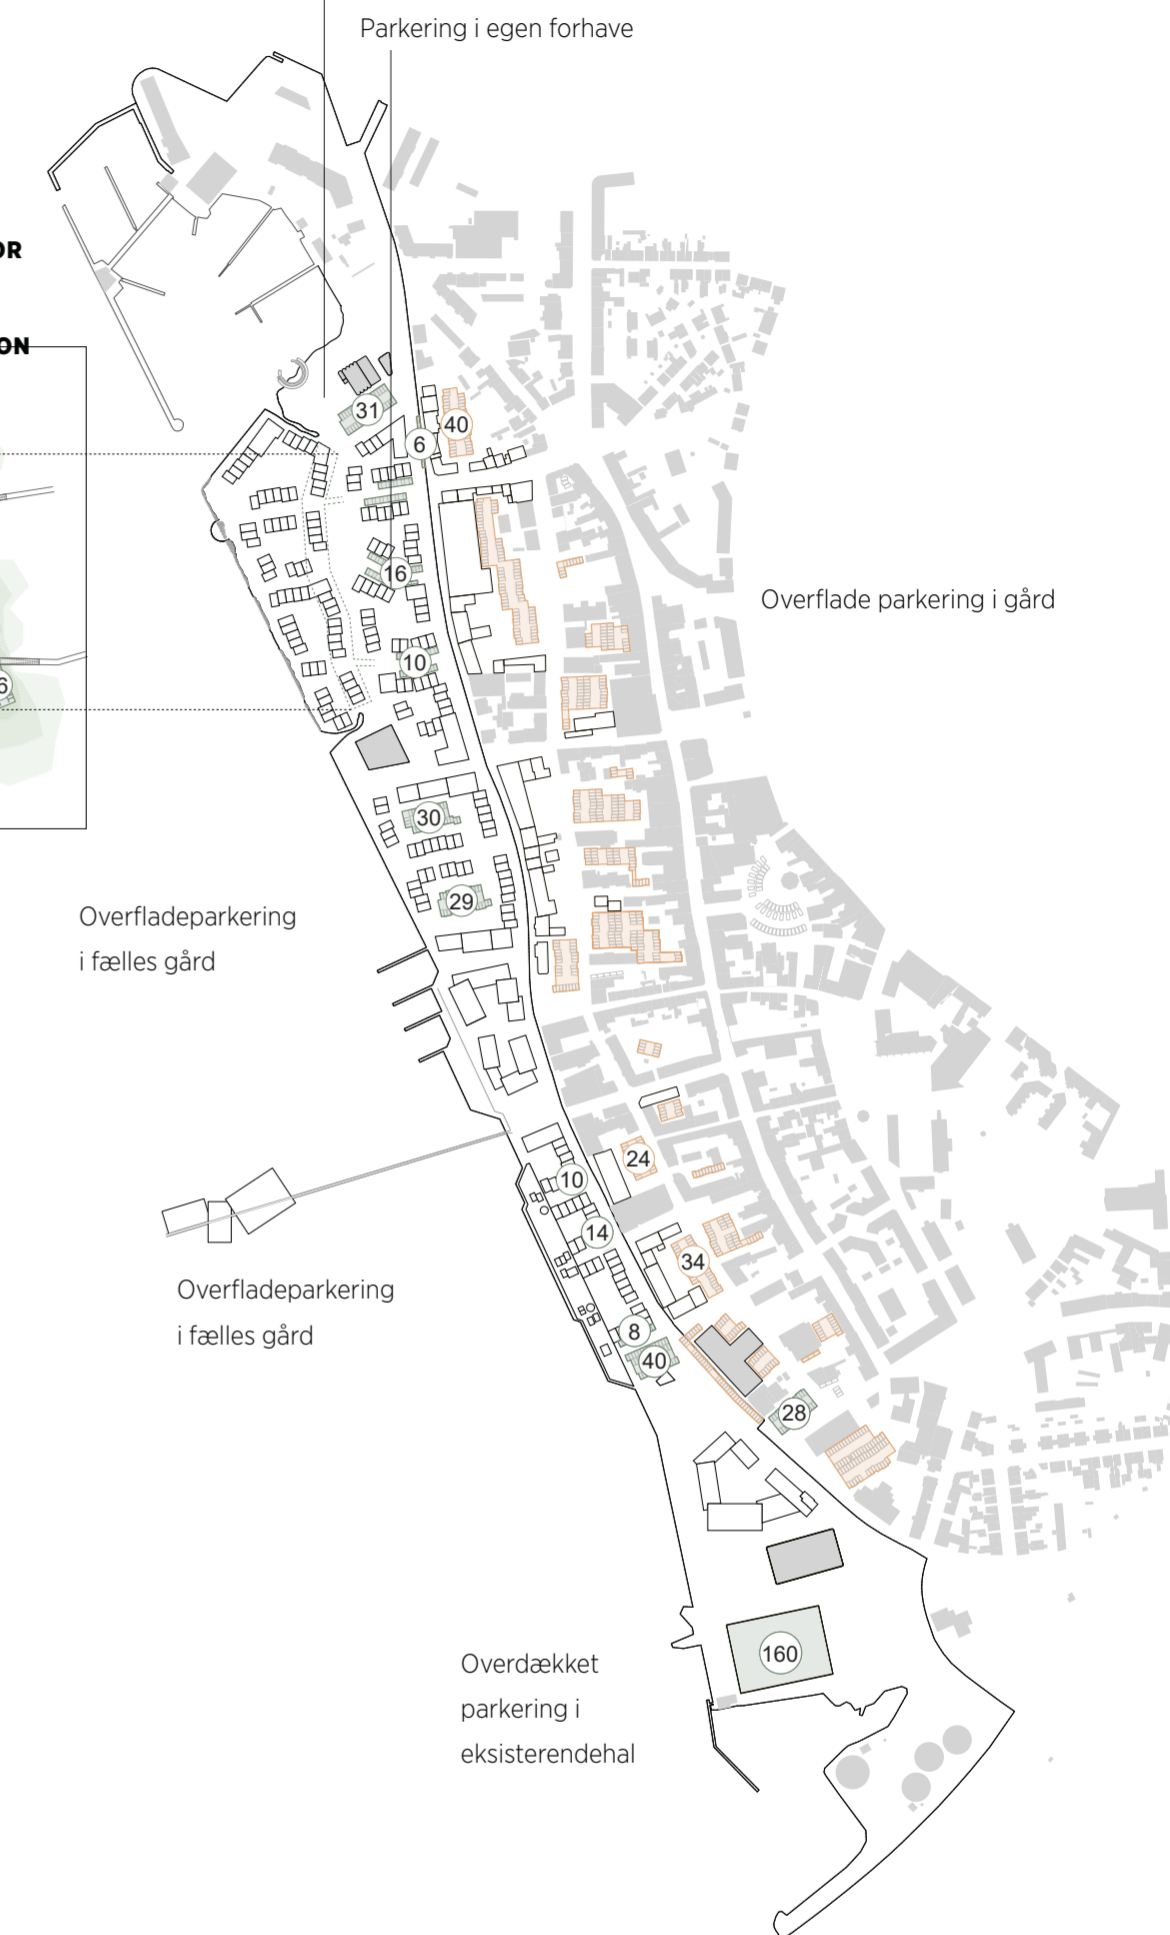 Parkering i egen forhave
OR
ON
31
6
40
16
Overflade parkering i gård
10
6
30
29
Overfladeparkering
i fælles gård
24
10
14
34
Overfladeparkering
i fælles gård
8
40
28
160
Overdækket
parkering i
eksisterendehal